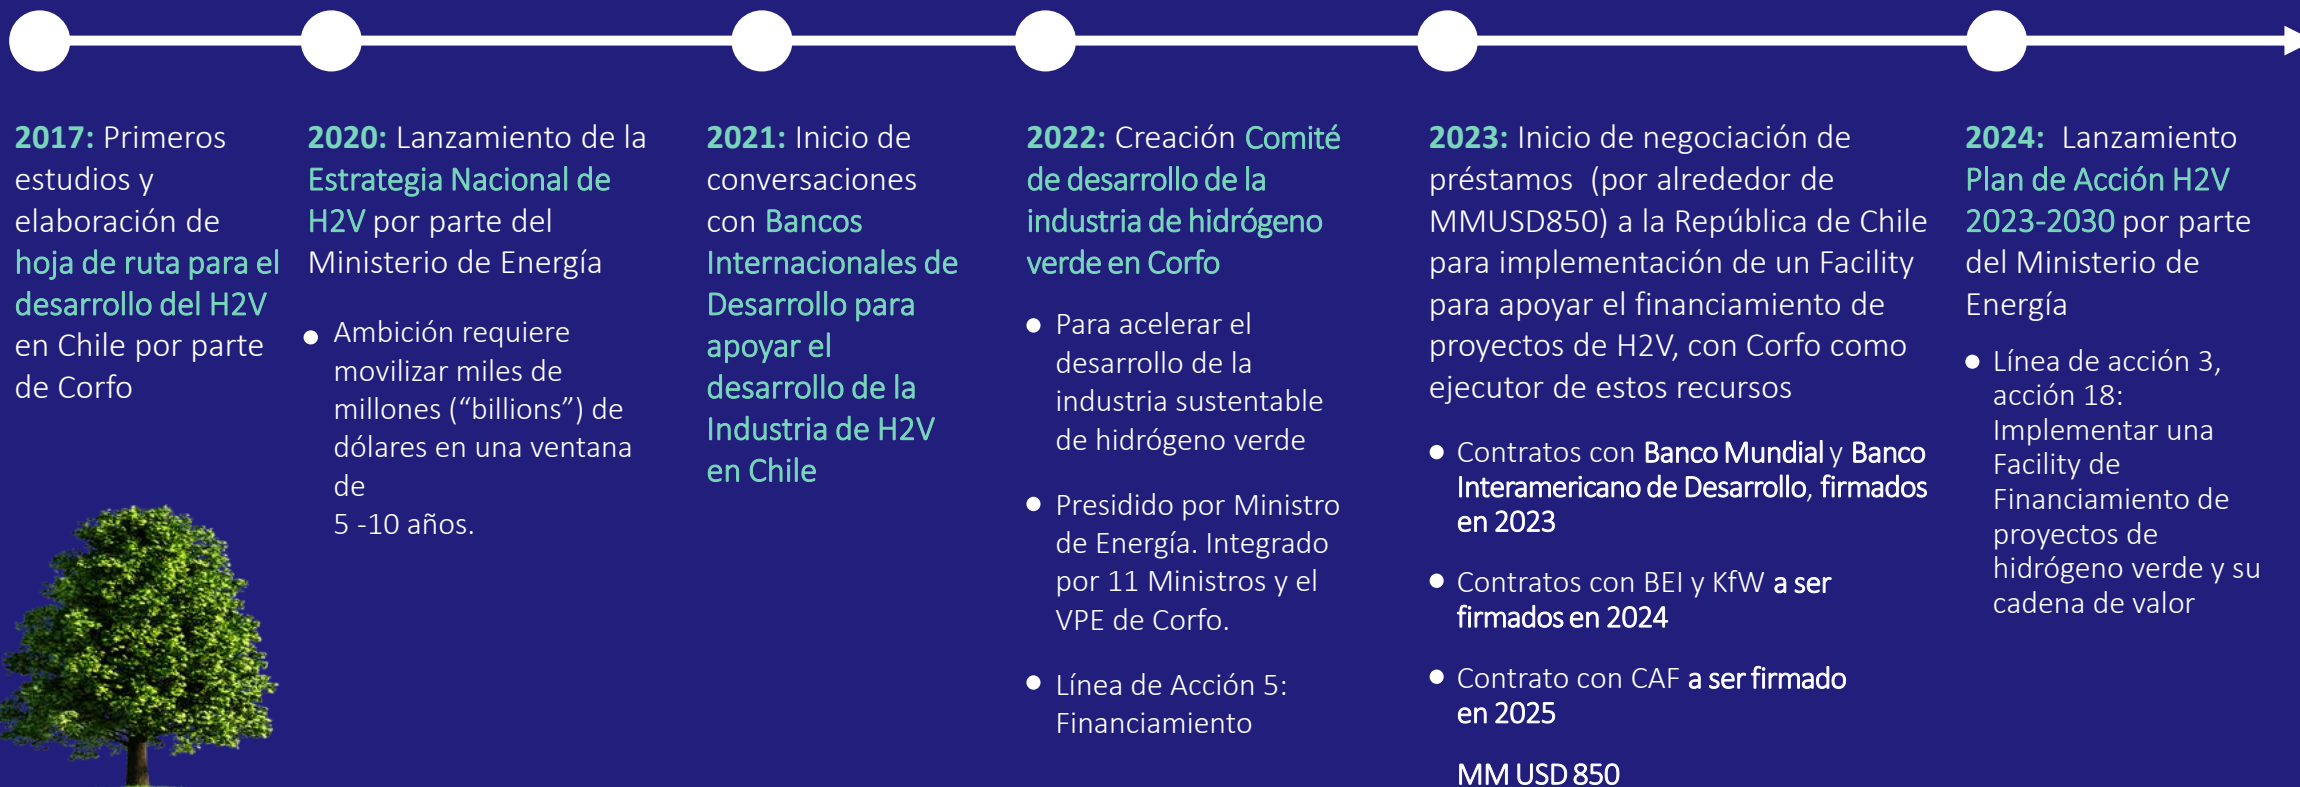 2017: Primeros
estudios y
elaboración de
hoja de ruta para el
desarrollo del H2V
en Chile por parte
de Corfo
2020: Lanzamiento de la
Estrategia Nacional de
H2V por parte del
Ministerio de Energía
● Ambición requiere
movilizar miles de
millones (“billions”) de
dólares en una ventana
de
5 -10 años.
2021: Inicio de
conversaciones
con Bancos
Internacionales de
Desarrollo para
apoyar el
desarrollo de la
Industria de H2V
en Chile
2022: Creación Comité
de desarrollo de la
industria de hidrógeno
verde en Corfo
● Para acelerar el
desarrollo de la
industria sustentable
de hidrógeno verde
● Presidido por Ministro
de Energía. Integrado
por 11 Ministros y el
VPE de Corfo.
● Línea de Acción 5:
Financiamiento
2023: Inicio de negociación de
préstamos (por alrededor de
MMUSD850) a la República de Chile
para implementación de un Facility
para apoyar el financiamiento de
proyectos de H2V, con Corfo como
ejecutor de estos recursos
● Contratos con Banco Mundial y Banco
Interamericano de Desarrollo, firmados
en 2023
● Contratos con BEI y KfW a ser
firmados en 2024
● Contrato con CAF a ser firmado
en 2025
MM USD 850
2024: Lanzamiento
Plan de Acción H2V
2023-2030 por parte
del Ministerio de
Energía
● Línea de acción 3,
acción 18:
Implementar una
Facility de
Financiamiento de
proyectos de
hidrógeno verde y su
cadena de valor